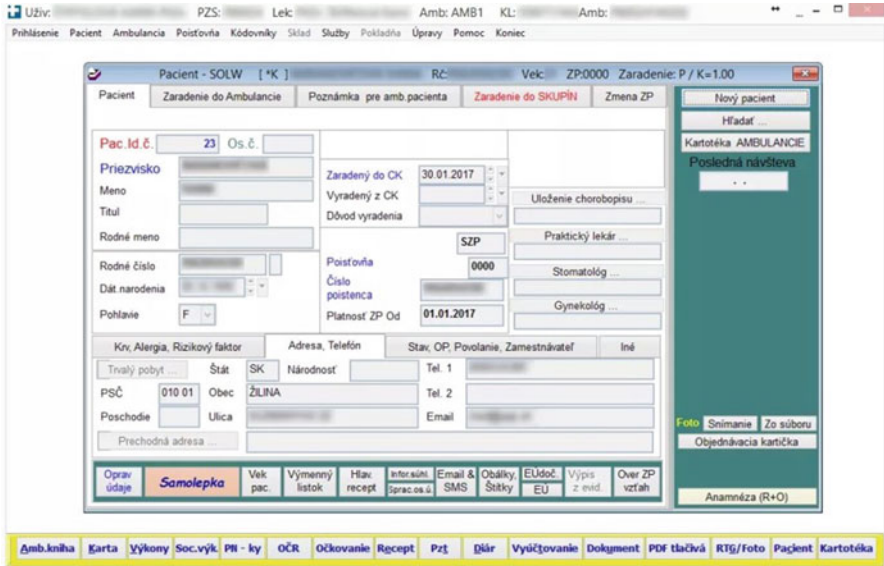 Uživ: PZS: Lek: Amb: AMB1 KL: Amb:
Prihlásenie Pacient Ambulancia Poisťovňa Kódovníky Sklad Služby Pokladňa Úpravy Pomoc Koniec
Pacient - SOLW [ *K ] RČ: Vek: ZP:0000 Zaradenie: P / K=1.00
Pacient Zaradenie do Ambulancie Poznámka pre amb.pacienta Zaradenie do SKUPÍN Zmena ZP
Nový pacient
Hľadať ...
Kartotéka AMBULANCIE
Posledná návšteva
. .
Pac.Id.č. 23 Os.č.
Priezvisko
Meno
Titul
Rodné meno
Zaradený do CK 30.01.2017
Vyradený z CK
Dôvod vyradenia
Uloženie chorobopisu ...
Praktický lekár ...
Stomatológ ...
Gynekológ ...
Rodné číslo
Dát.narodenia
Pohlavie F
SZP
Poisťovňa 0000
Číslo
poistenca
Platnosť ZP Od 01.01.2017
Krv, Alergia, Rizikový faktor Adresa, Telefón Stav, OP, Povolanie, Zamestnávateľ Iné
Trvalý pobyt ... Štát SK Národnosť Tel. 1
PSČ 010 01 Obec ŽILINA Tel. 2
Poschodie Ulica Email
Prechodná adresa ...
Foto Snímanie Zo súboru
Objednávacia kartička
Anamnéza (R+O)
Oprav údaje Samolepka Vek pac. Výmenný lístok Hlav. recept Infor.súhl. Sprac.os.ú. Email & SMS Obálky, Štítky EÚdoč. EÚ Výpis z evid. Over ZP vzťah
Amb.kniha Karta Výkony Soc.výk. PN - ky OČR Očkovanie Recept Pzt Diár Vyúčtovanie Dokument PDF tlačivá RTG/Foto Pacient Kartotéka